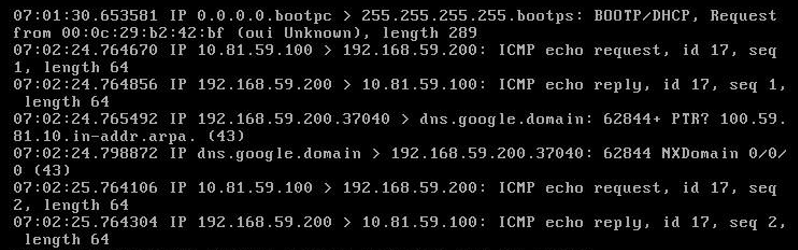 07:01:30.653581 IP 0.0.0.0.bootpc > 255.255.255.255.bootps: BOOTP/DHCP, Request
from 00:0c:29:b2:42:bf (oui Unknown), length 289
07:02:24.764670 IP 10.81.59.100 > 192.168.59.200: ICMP echo request, id 17, seq
1, length 64
07:02:24.764856 IP 192.168.59.200 > 10.81.59.100: ICMP echo reply, id 17, seq 1,
length 64
07:02:24.765492 IP 192.168.59.200.37040 > dns.google.domain: 62844+ PTR? 100.59.
81.10.in-addr.arpa. (43)
07:02:24.798872 IP dns.google.domain > 192.168.59.200.37040: 62844 NXDomain 0/0/
0 (43)
07:02:25.764106 IP 10.81.59.100 > 192.168.59.200: ICMP echo request, id 17, seq
2, length 64
07:02:25.764304 IP 192.168.59.200 > 10.81.59.100: ICMP echo reply, id 17, seq 2,
length 64